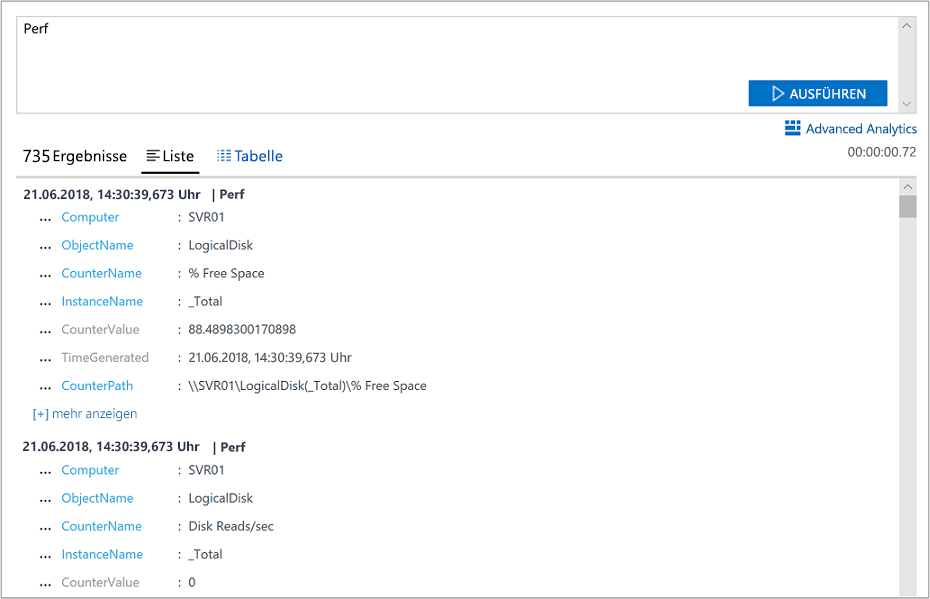 Perf
AUSFÜHREN
Advanced Analytics
735 Ergebnisse Liste Tabelle 00:00:00.72
21.06.2018, 14:30:39,673 Uhr | Perf
... Computer : SVR01
... ObjectName : LogicalDisk
... CounterName : % Free Space
... InstanceName : _Total
... CounterValue : 88.4898300170898
... TimeGenerated : 21.06.2018, 14:30:39,673 Uhr
... CounterPath : \\SVR01\LogicalDisk(_Total)\% Free Space
[+] mehr anzeigen
21.06.2018, 14:30:39,673 Uhr | Perf
... Computer : SVR01
... ObjectName : LogicalDisk
... CounterName : Disk Reads/sec
... InstanceName : _Total
... CounterValue : 0